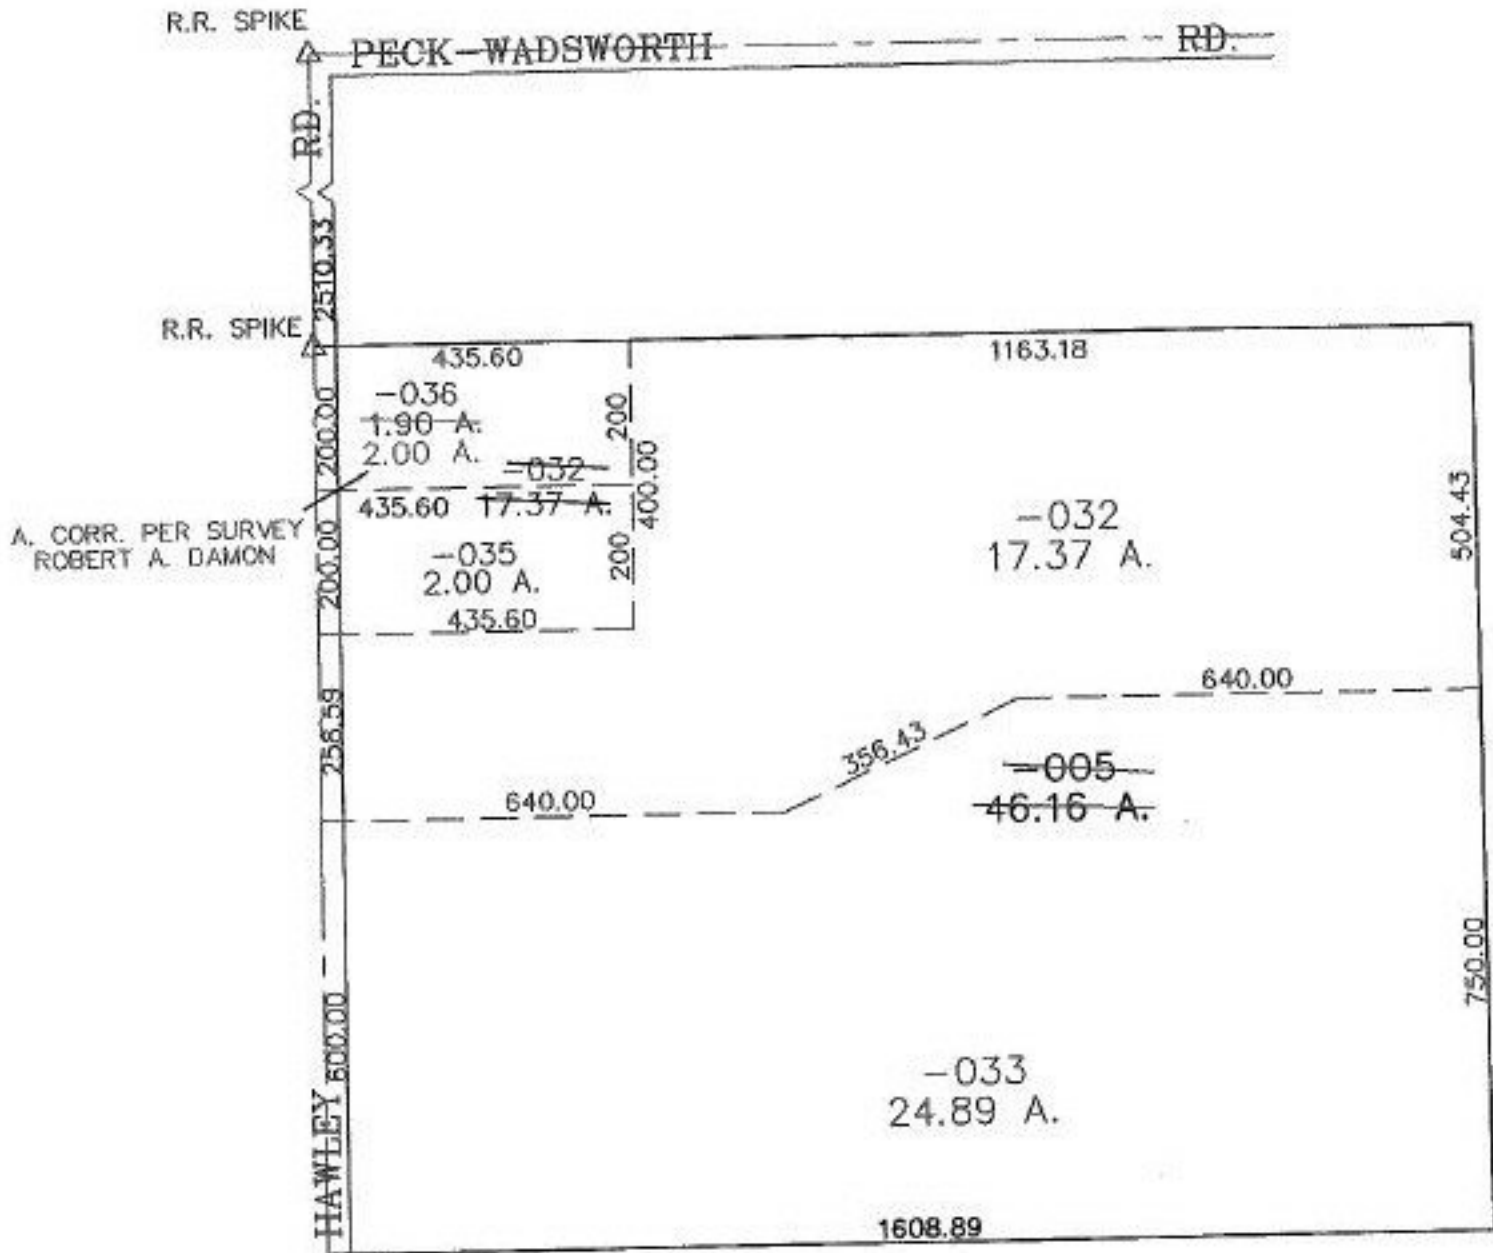 R.R. SPIKE
PECK-WADSWORTH RD.
RD.
2510.33
R.R. SPIKE
435.60
1163.18
-036
1.90 A.
2.00 A.
200.00
200
-032
17.37 A.
435.60
400.00
A. CORR. PER SURVEY
ROBERT A. DAMON
-035
2.00 A.
200.00
200
435.60
-032
17.37 A.
504.43
258.59
640.00
356.43
640.00
-005
46.16 A.
750.00
600.00
HAWLEY
-033
24.89 A.
1608.89